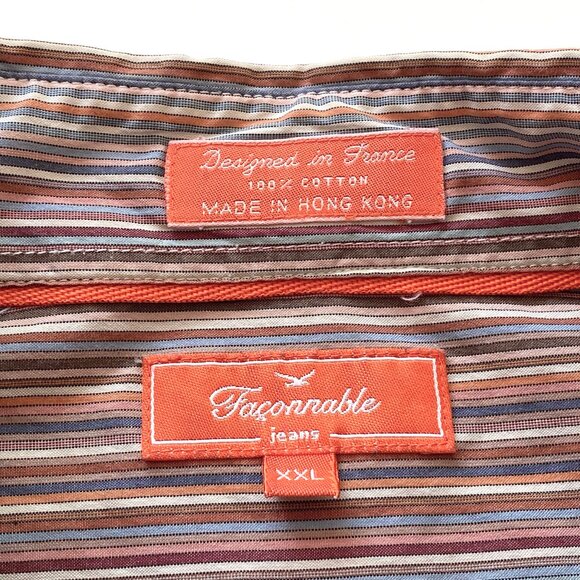 Designed in France
100% COTTON
MADE IN HONG KONG
Façonnable
jeans
XXL